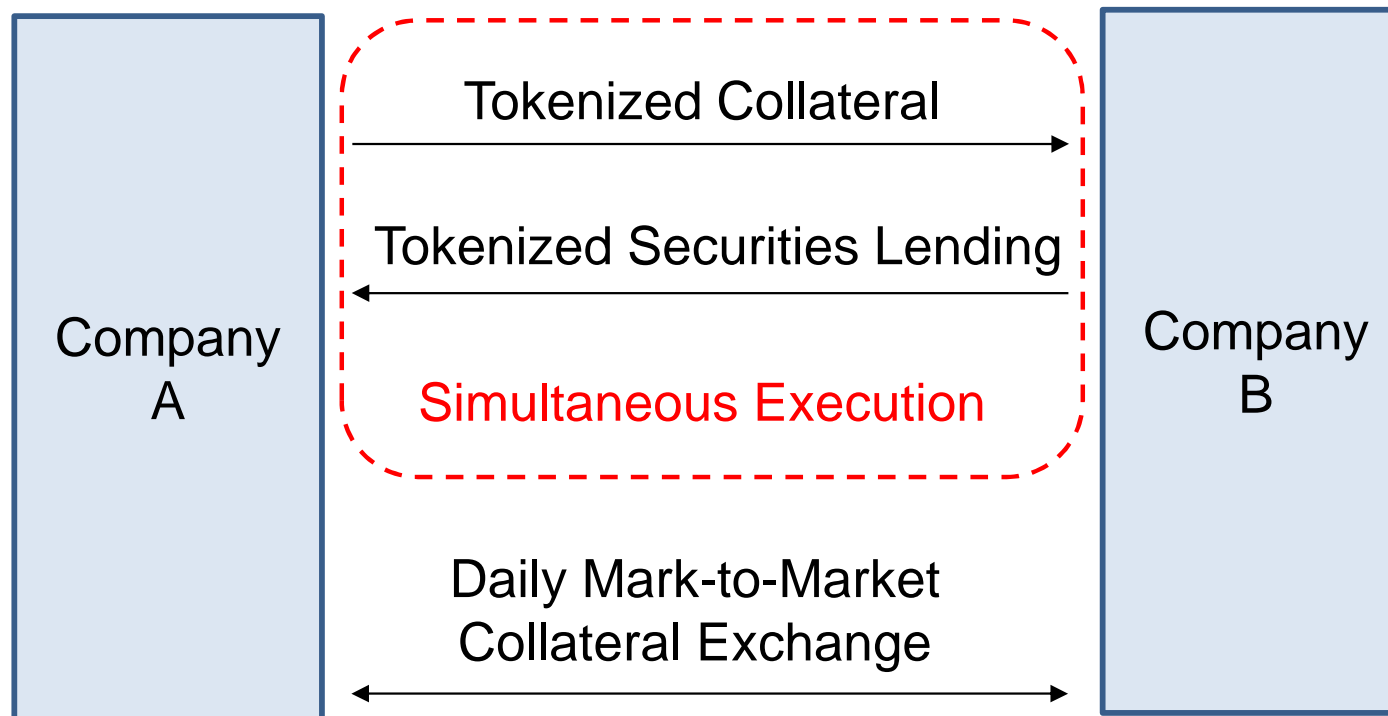 Company
A
Tokenized Collateral
Tokenized Securities Lending
Simultaneous Execution
Daily Mark-to-Market
Collateral Exchange
Company
B